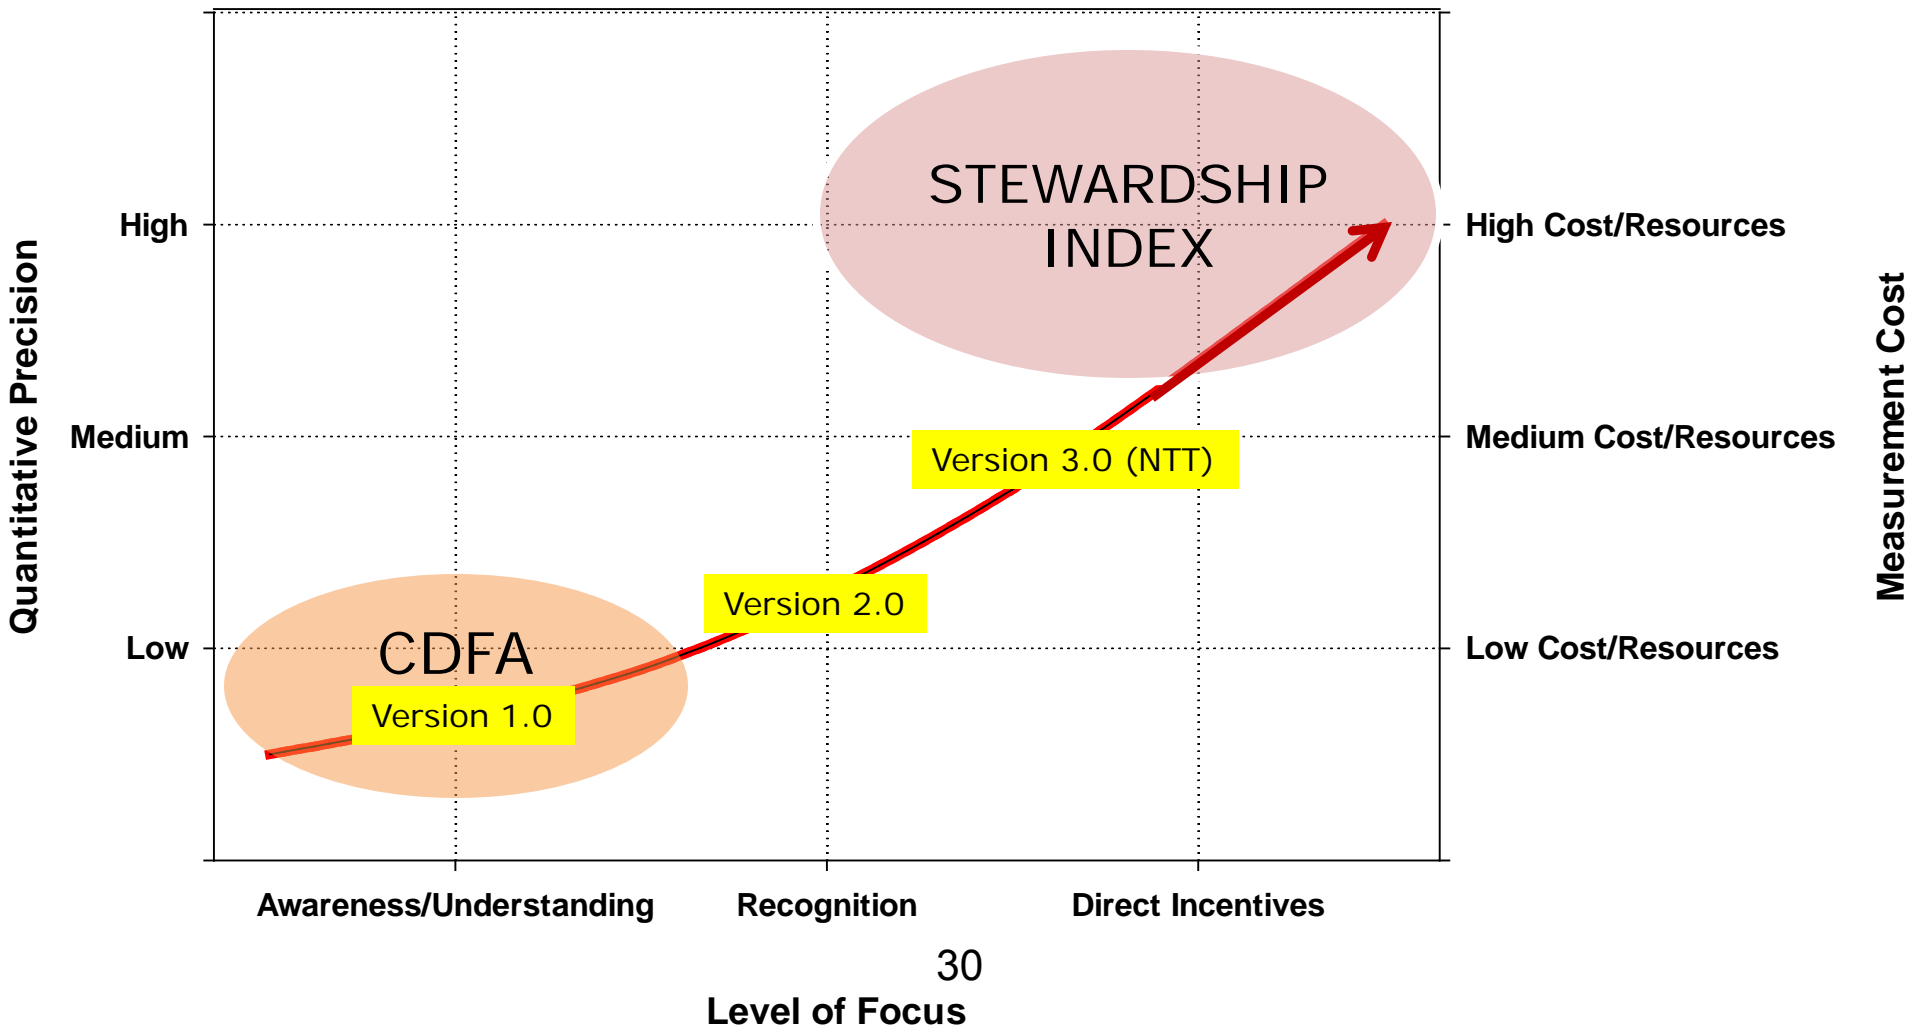 STEWARDSHIP
INDEX
High
High Cost/Resources
Quantitative Precision
Measurement Cost
Medium
Medium Cost/Resources
Version 3.0 (NTT)
Version 2.0
Low
CDFA
Low Cost/Resources
Version 1.0
Awareness/Understanding
Recognition
Direct Incentives
30
Level of Focus